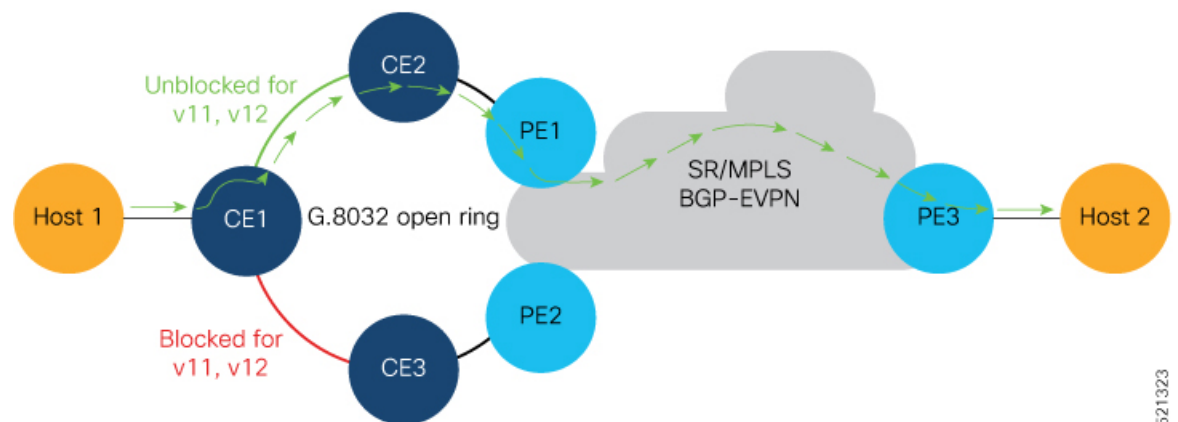 CE2
Unblocked for
v11, v12
PE1
SR/MPLS
BGP-EVPN
Host 1
CE1
G.8032 open ring
PE3
Host 2
Blocked for
v11, v12
PE2
CE3
521323